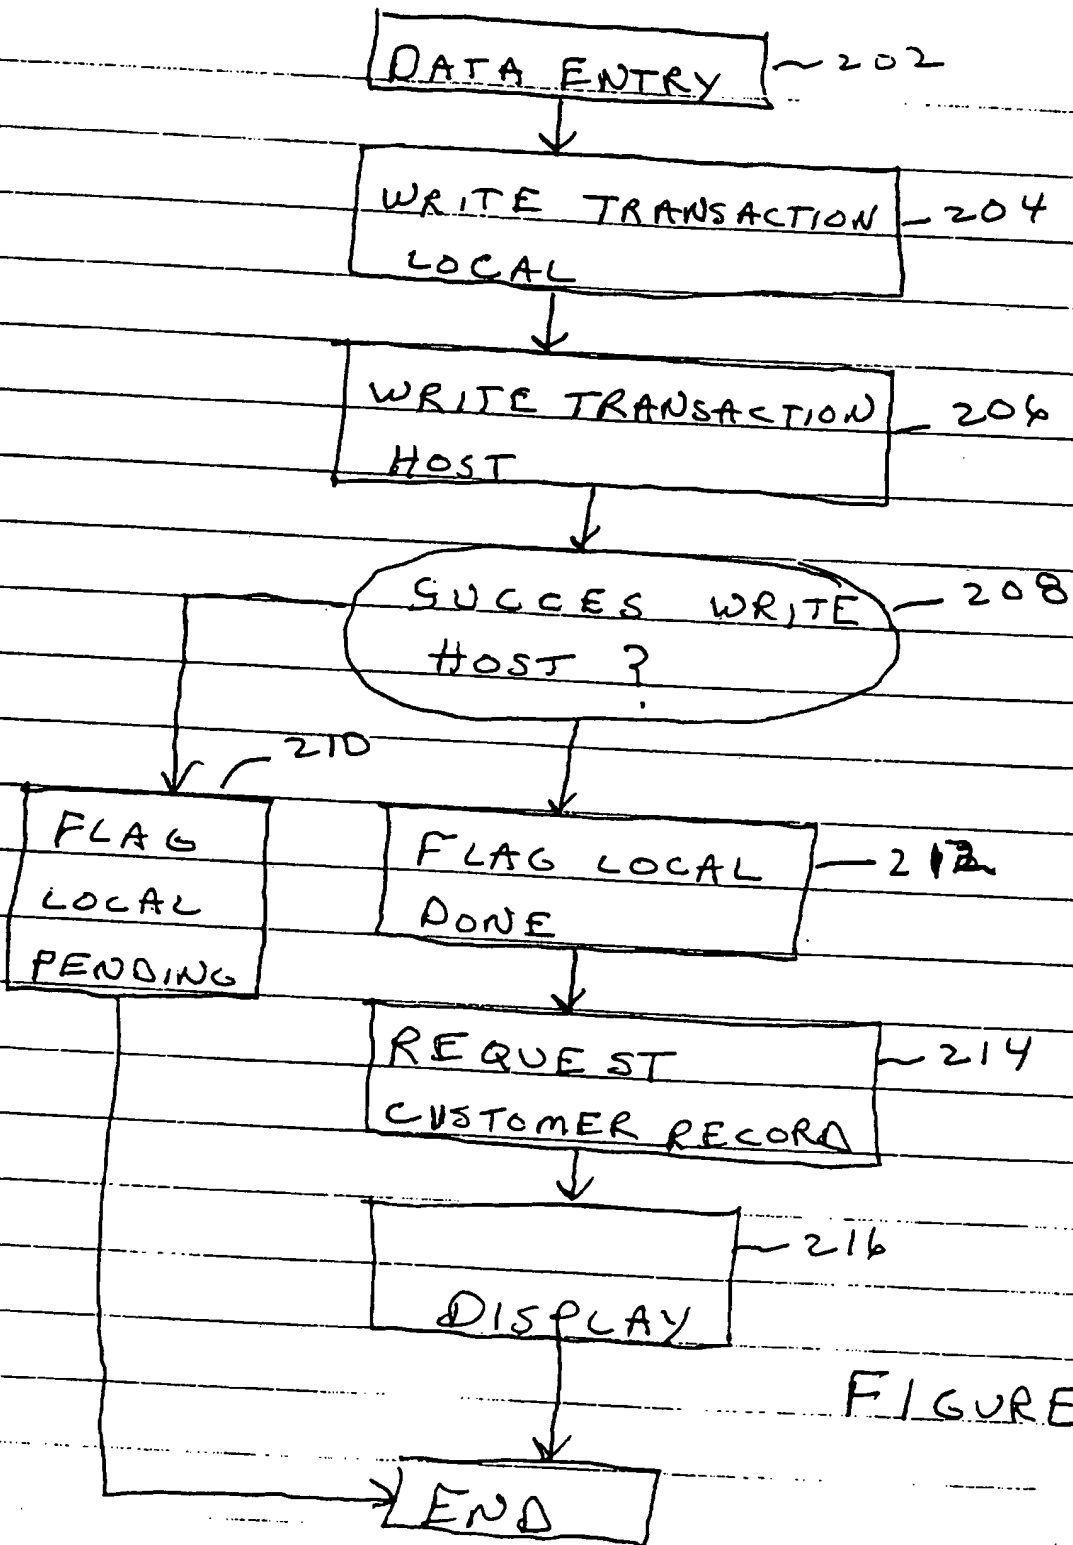 DATA ENTRY 202
WRITE TRANSACTION 204
LOCAL
WRITE TRANSACTION 206
HOST
SUCCES WRITE 208
HOST ?
210
FLAG
LOCAL
PENDING
FLAG LOCAL 212
DONE
REQUEST 214
CUSTOMER RECORD
216
DISPLAY
FIGURE
END